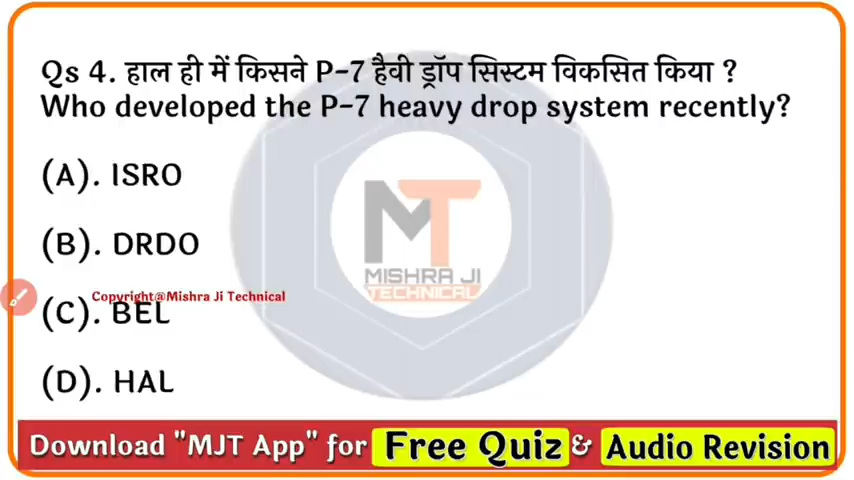 Qs 4. हाल ही में किसने P-7 हैवी ड्रॉप सिस्टम विकसित किया ?
Who developed the P-7 heavy drop system recently?
(A). ISRO
(B). DRDO
MT
MISHRA JI
TECHNICAL
Copyright@Mishra Ji Technical
(C). BEL
(D). HAL
Download "MJT App" for Free Quiz & Audio Revision